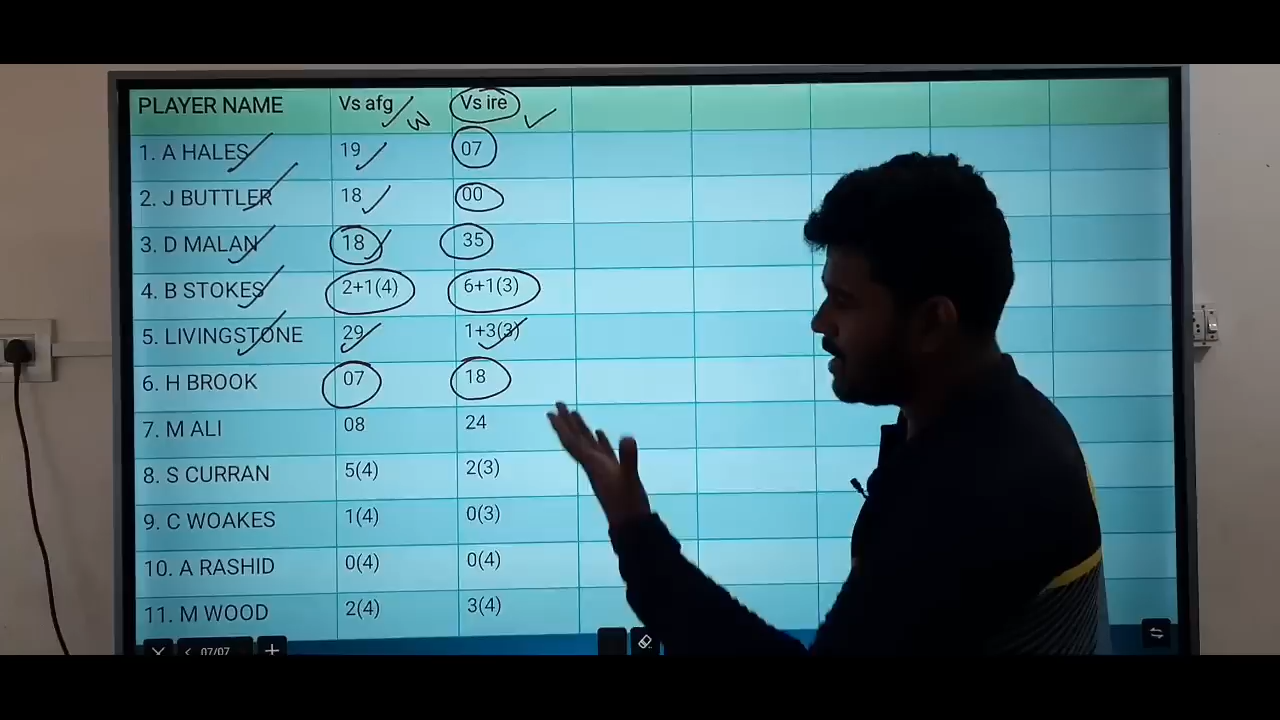 PLAYER NAME Vs afg 3 Vs ire
1. A HALES 19 07
2. J BUTTLER 18 00
3. D MALAN 18 35
4. B STOKES 2+1(4) 6+1(3)
5. LIVINGSTONE 29 1+3(3)
6. H BROOK 07 18
7. M ALI 08 24
8. S CURRAN 5(4) 2(3)
9. C WOAKES 1(4) 0(3)
10. A RASHID 0(4) 0(4)
11. M WOOD 2(4) 3(4)
07/07